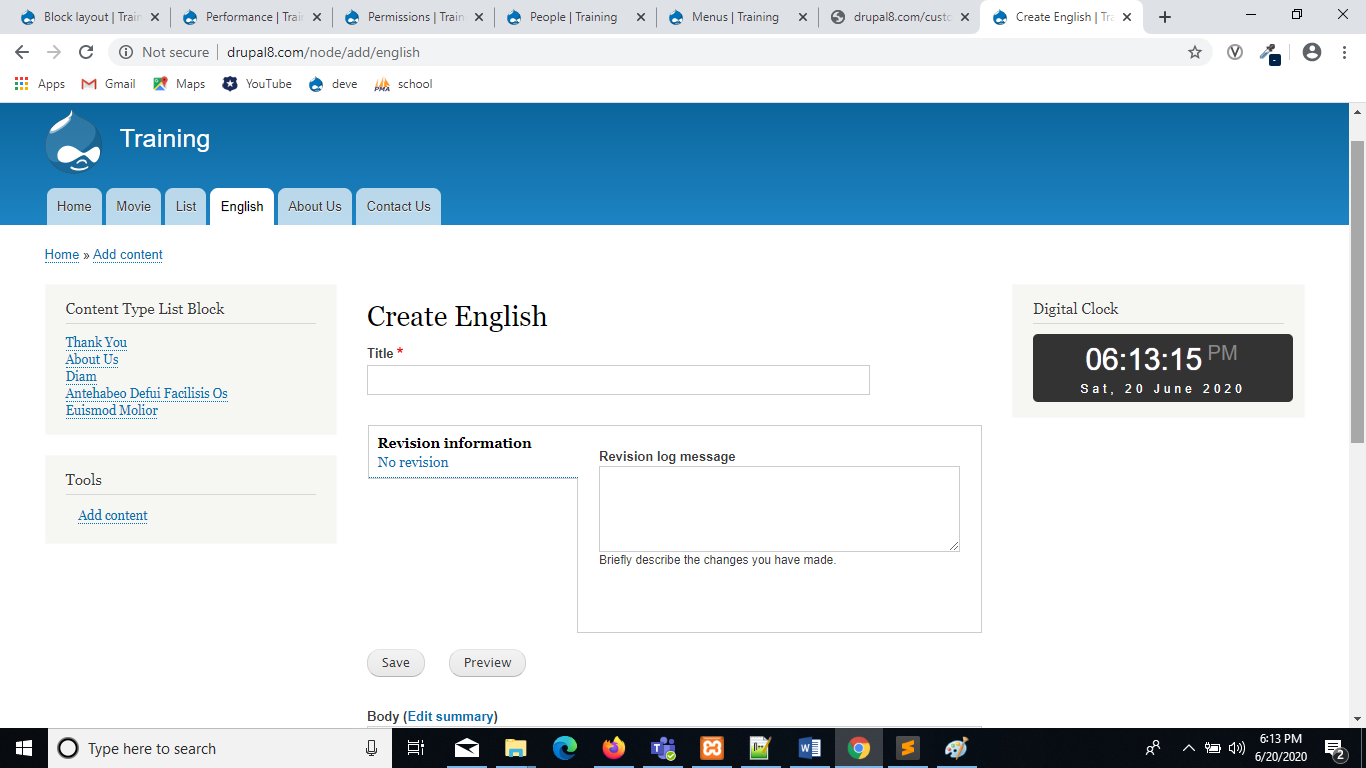 Block layout | Train
Performance | Trai
Permissions | Train
People | Training
Menus | Training
drupal8.com/custo
Create English | Tra
Not secure
drupal8.com/node/add/english
Apps
Gmail
Maps
YouTube
deve
school
Training
Home
Movie
List
English
About Us
Contact Us
Home » Add content
Content Type List Block
Thank You
About Us
Diam
Antehabeo Defui Facilisis Os
Euismod Molior
Tools
Add content
Create English
Title *
Revision information
No revision
Revision log message
Briefly describe the changes you have made.
Save
Preview
Body (Edit summary)
Digital Clock
06:13:15 PM
Sat, 20 June 2020
Type here to search
6:13 PM
6/20/2020
2